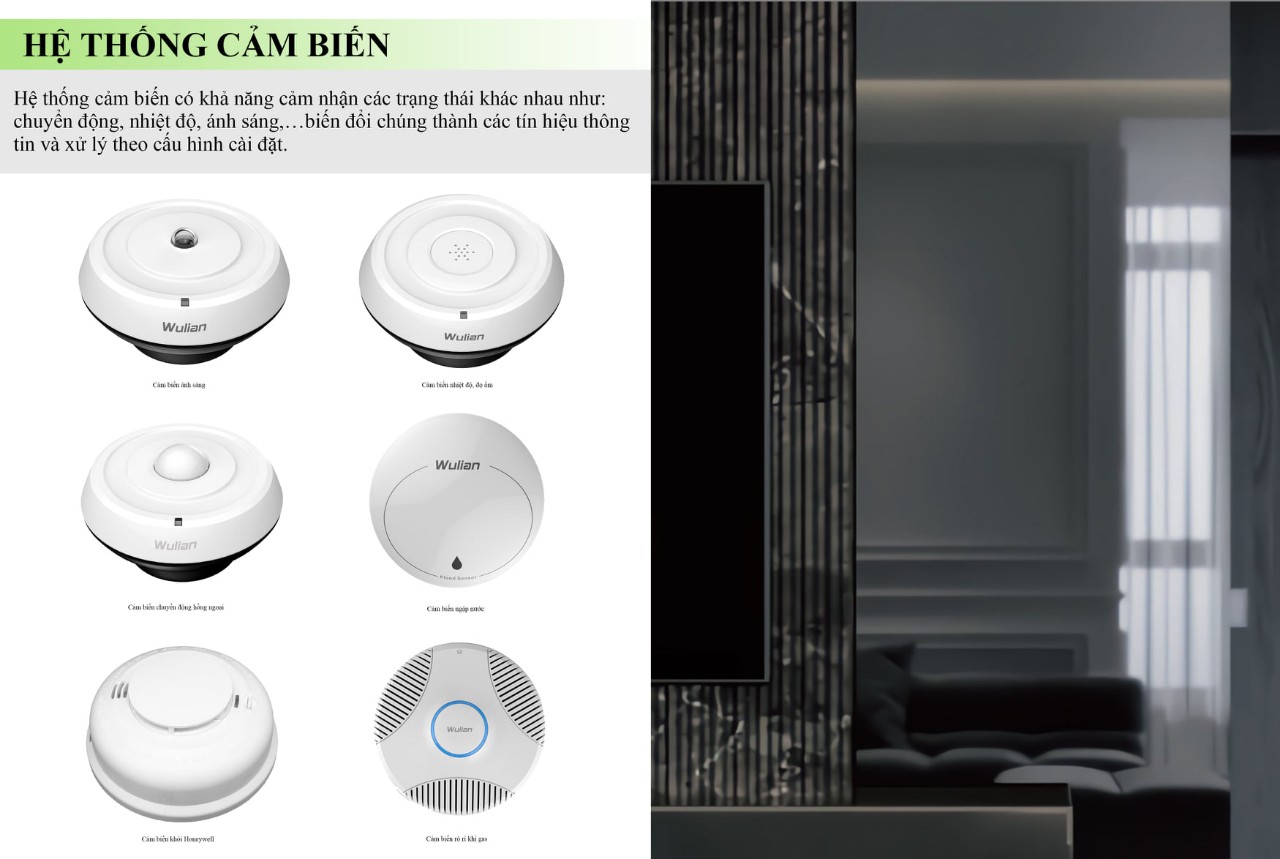 HỆ THỐNG CẢM BIẾN
Hệ thống cảm biến có khả năng cảm nhận các trạng thái khác nhau như:
chuyển động, nhiệt độ, ánh sáng,…biến đổi chúng thành các tín hiệu thông
tin và xử lý theo cấu hình cài đặt.
Wulian
Wulian
Cảm biến ánh sáng
Cảm biến nhiệt độ, độ ẩm
Wulian
Wulian
Flood Sensor
Cảm biến chuyển động hồng ngoại
Cảm biến ngập nước
Wulian
Cảm biến khói Honeywell
Cảm biến rò rỉ khí gas